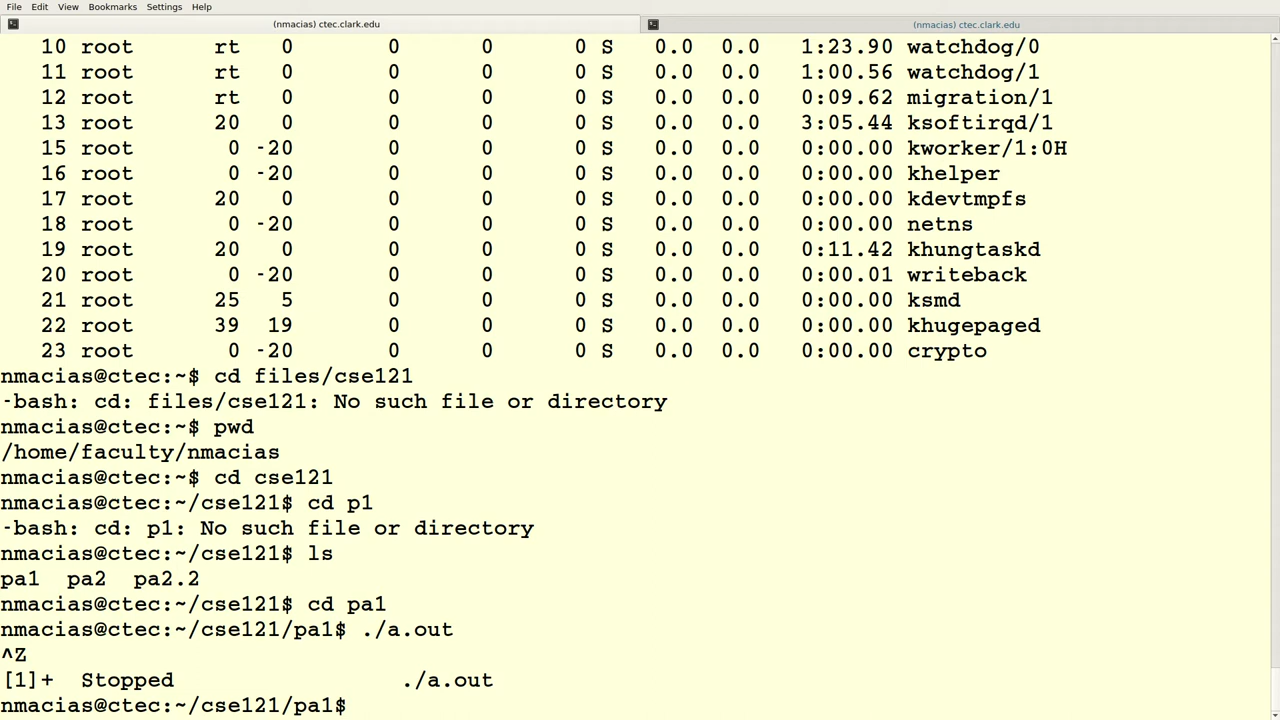 File Edit View Bookmarks Settings Help
(nmacias) ctec.clark.edu (nmacias) ctec.clark.edu
10 root rt 0 0 0 0 S 0.0 0.0 1:23.90 watchdog/0
11 root rt 0 0 0 0 S 0.0 0.0 1:00.56 watchdog/1
12 root rt 0 0 0 0 S 0.0 0.0 0:09.62 migration/1
13 root 20 0 0 0 0 S 0.0 0.0 3:05.44 ksoftirqd/1
15 root 0 -20 0 0 0 S 0.0 0.0 0:00.00 kworker/1:0H
16 root 0 -20 0 0 0 S 0.0 0.0 0:00.00 khelper
17 root 20 0 0 0 0 S 0.0 0.0 0:00.00 kdevtmpfs
18 root 0 -20 0 0 0 S 0.0 0.0 0:00.00 netns
19 root 20 0 0 0 0 S 0.0 0.0 0:11.42 khungtaskd
20 root 0 -20 0 0 0 S 0.0 0.0 0:00.01 writeback
21 root 25 5 0 0 0 S 0.0 0.0 0:00.00 ksmd
22 root 39 19 0 0 0 S 0.0 0.0 0:00.00 khugepaged
23 root 0 -20 0 0 0 S 0.0 0.0 0:00.00 crypto
nmacias@ctec:~$ cd files/cse121
-bash: cd: files/cse121: No such file or directory
nmacias@ctec:~$ pwd
/home/faculty/nmacias
nmacias@ctec:~$ cd cse121
nmacias@ctec:~/cse121$ cd p1
-bash: cd: p1: No such file or directory
nmacias@ctec:~/cse121$ ls
pa1 pa2 pa2.2
nmacias@ctec:~/cse121$ cd pa1
nmacias@ctec:~/cse121/pa1$ ./a.out
^Z
[1]+ Stopped ./a.out
nmacias@ctec:~/cse121/pa1$